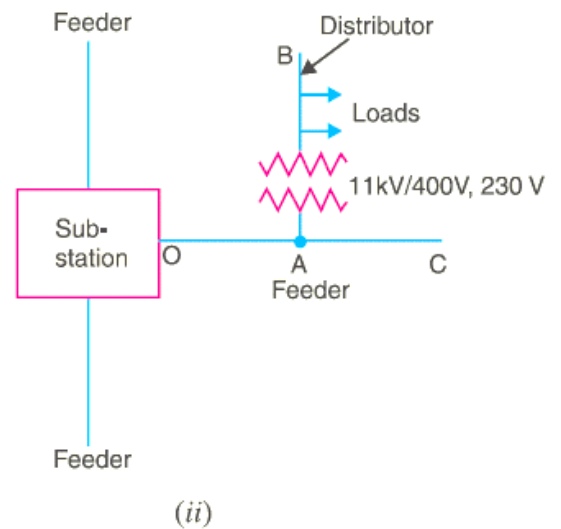 Feeder
Distributor
B
Loads
11kV/400V, 230 V
Sub-
station
O
A
C
Feeder
Feeder
(ii)